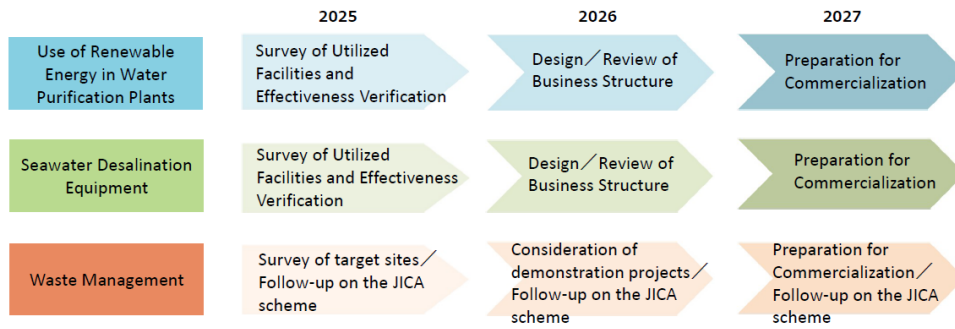 2025
2026
2027
Use of Renewable
Energy in Water
Purification Plants
Survey of Utilized
Facilities and
Effectiveness Verification
Design／Review of
Business Structure
Preparation for
Commercialization
Seawater Desalination
Equipment
Survey of Utilized
Facilities and Effectiveness
Verification
Design／Review of
Business Structure
Preparation for
Commercialization
Waste Management
Survey of target sites／
Follow-up on the JICA
scheme
Consideration of
demonstration projects／
Follow-up on the JICA
scheme
Preparation for
Commercialization／
Follow-up on the JICA
scheme